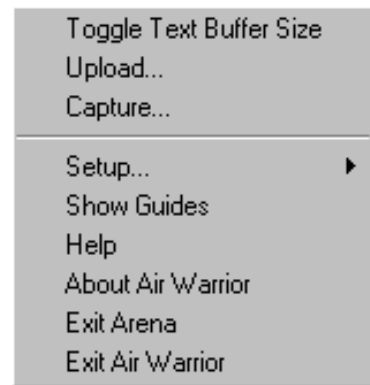 Toggle Text Buffer Size
Upload...
Capture...
Setup...
Show Guides
Help
About Air Warrior
Exit Arena
Exit Air Warrior